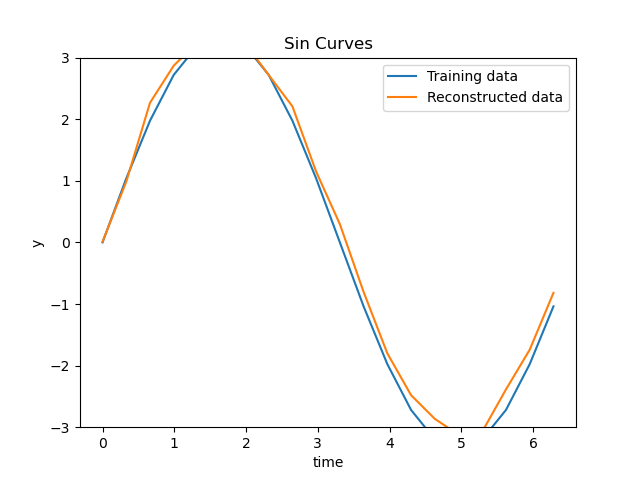 Sin Curves
Training data
Reconstructed data
3
2
1
0
−1
−2
−3
y
0
1
2
3
4
5
6
time